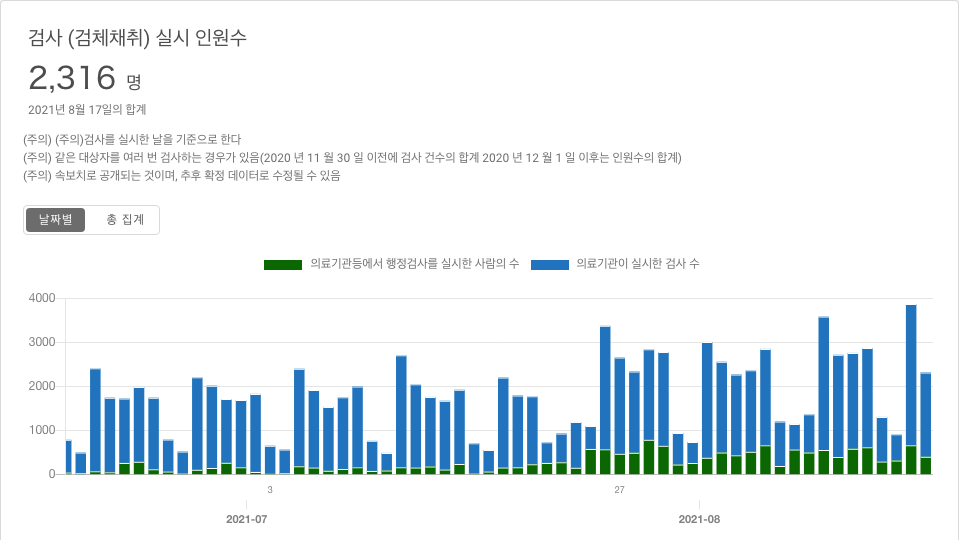 검사 (검체채취) 실시 인원수
2,316 명
2021년 8월 17일의 합계
(주의) (주의)검사를 실시한 날을 기준으로 한다
(주의) 같은 대상자를 여러 번 검사하는 경우가 있음(2020 년 11 월 30 일 이전에 검사 건수의 합계 2020 년 12 월 1 일 이후는 인원수의 합계)
(주의) 속보치로 공개되는 것이며, 추후 확정 데이터로 수정될 수 있음
날짜별 총 집계
의료기관등에서 행정검사를 실시한 사람의 수 의료기관이 실시한 검사 수
4000
3000
2000
1000
0
3 27
2021-07 2021-08